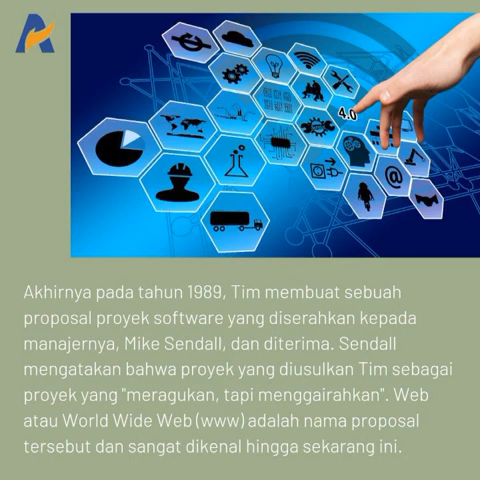 4.0
@
Akhirnya pada tahun 1989, Tim membuat sebuah
proposal proyek software yang diserahkan kepada
manajernya, Mike Sendall, dan diterima. Sendall
mengatakan bahwa proyek yang diusulkan Tim sebagai
proyek yang "meragukan, tapi menggairahkan". Web
atau World Wide Web (www) adalah nama proposal
tersebut dan sangat dikenal hingga sekarang ini.